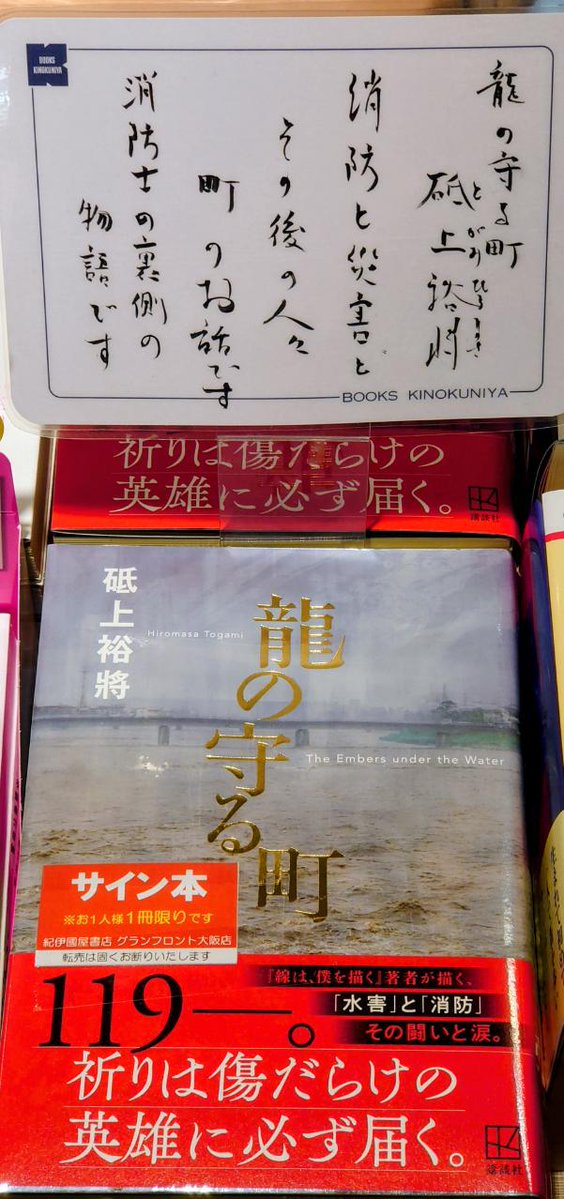 BOOKS
KINOKUNIYA
龍の守る町
砥上裕將
とがみひろまさ
消防と災害と
その後の人々
町のお話です
消防士の裏側の
物語です
BOOKS KINOKUNIYA
祈りは傷だらけの
英雄に必ず届く。
講談社
砥上裕將
Hiromasa Togami
龍の守る町
The Embers under the Water
サイン本
※お1人様1冊限りです
紀伊國屋書店 グランフロント大阪店
転売は固くお断りいたします
『線は、僕を描く』著者が描く、
「水害」と「消防」
その闘いと涙。
119──。
祈りは傷だらけの
英雄に必ず届く。
講談社